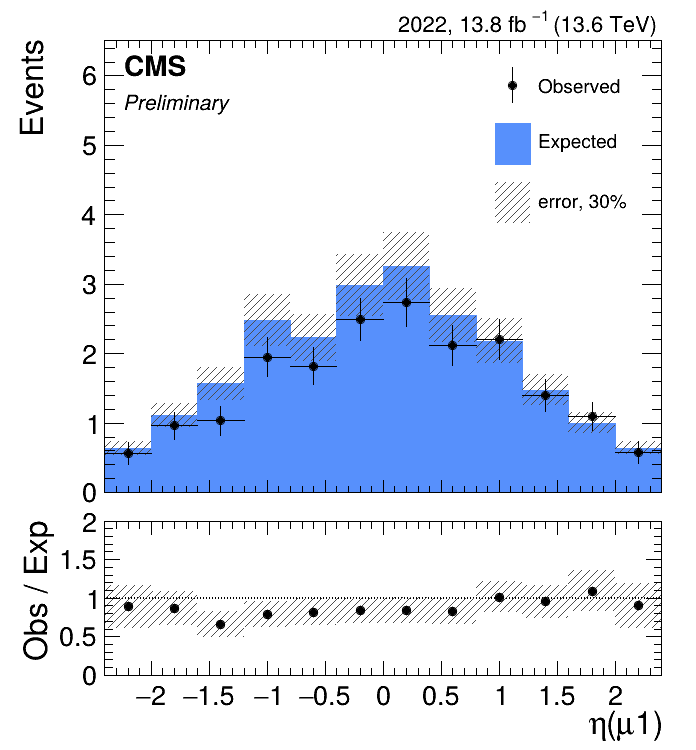 2022, 13.8 fb⁻¹ (13.6 TeV)
CMS
Preliminary
Observed
Expected
error, 30%
Events
6
5
4
3
2
1
0
Obs / Exp
2
1.5
1
0.5
0
−2 −1.5 −1 −0.5 0 0.5 1 1.5 2
η(μ1)